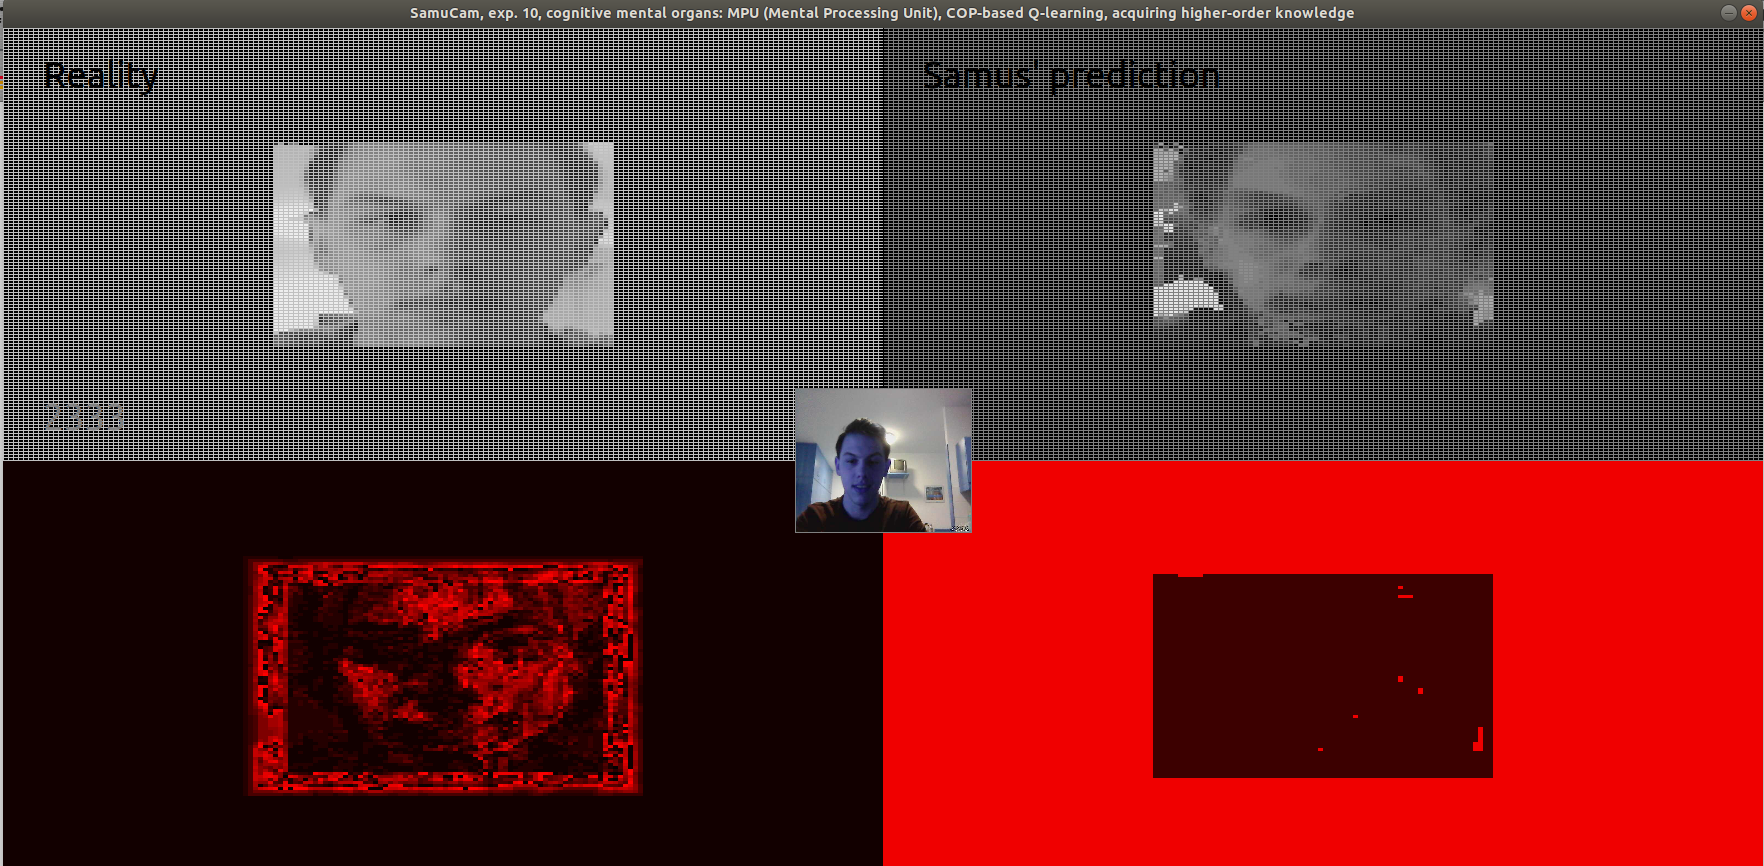 SamuCam, exp. 10, cognitive mental organs: MPU (Mental Processing Unit), COP-based Q-learning, acquiring higher-order knowledge
Reality
Samus' prediction
2333